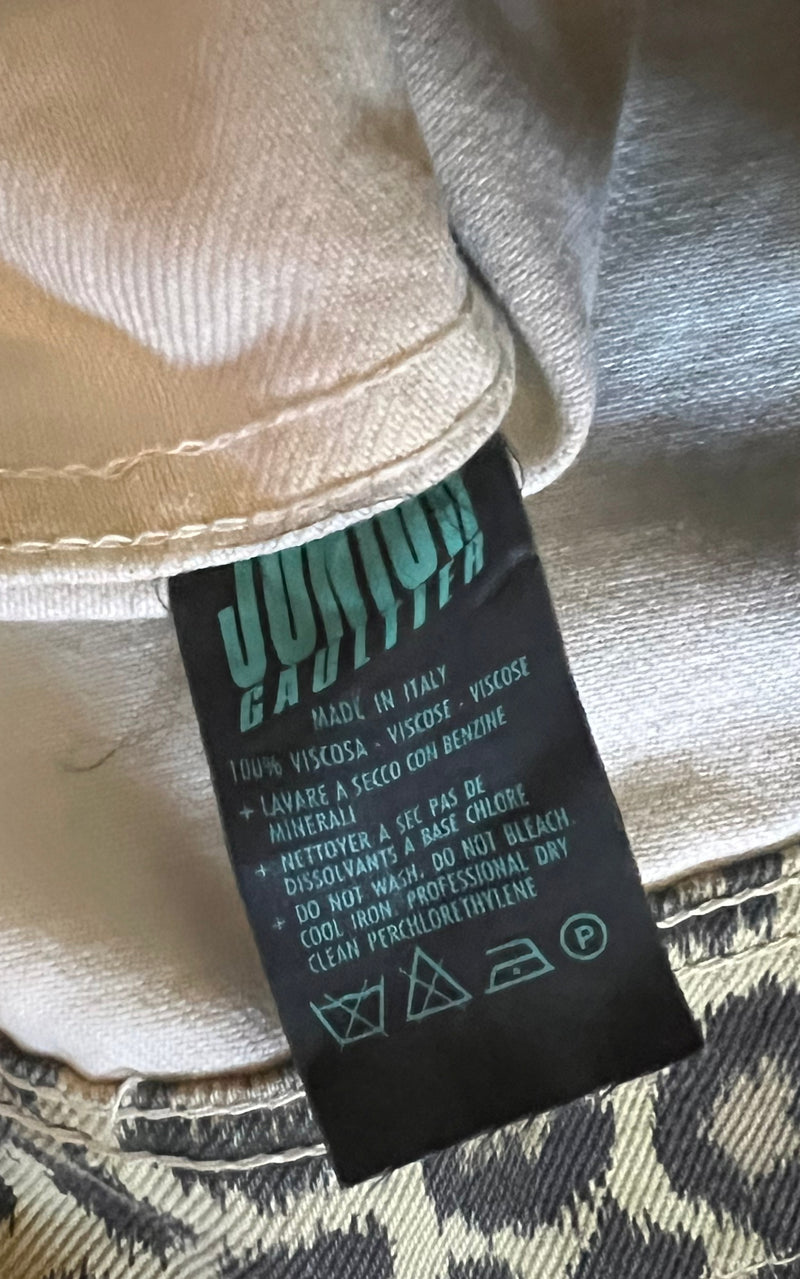 JUNIOR
GAULTIER
MADE IN ITALY
100% VISCOSA - VISCOSE - VISCOSE
+ LAVARE A SECCO CON BENZINE
MINERALI
+ NETTOYER A SEC PAS DE
DISSOLVANTS A BASE CHLORE
+ DO NOT WASH, DO NOT BLEACH
COOL IRON, PROFESSIONAL DRY
CLEAN PERCHLORETHYLENE
P